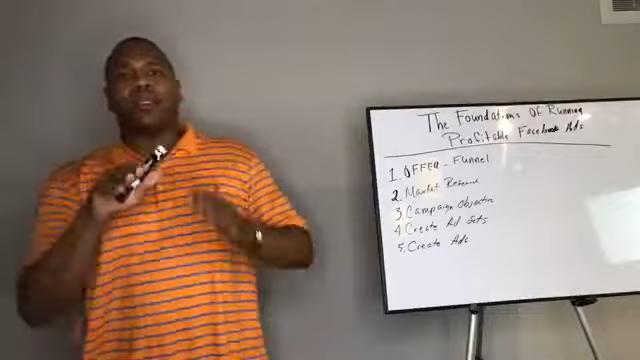 The Foundations Of Running
Profitable Facebook Ads
1. OFFER - Funnel
2. Market Research
3 Campaign Objective
4. Create Ad Sets
5. Create Ads